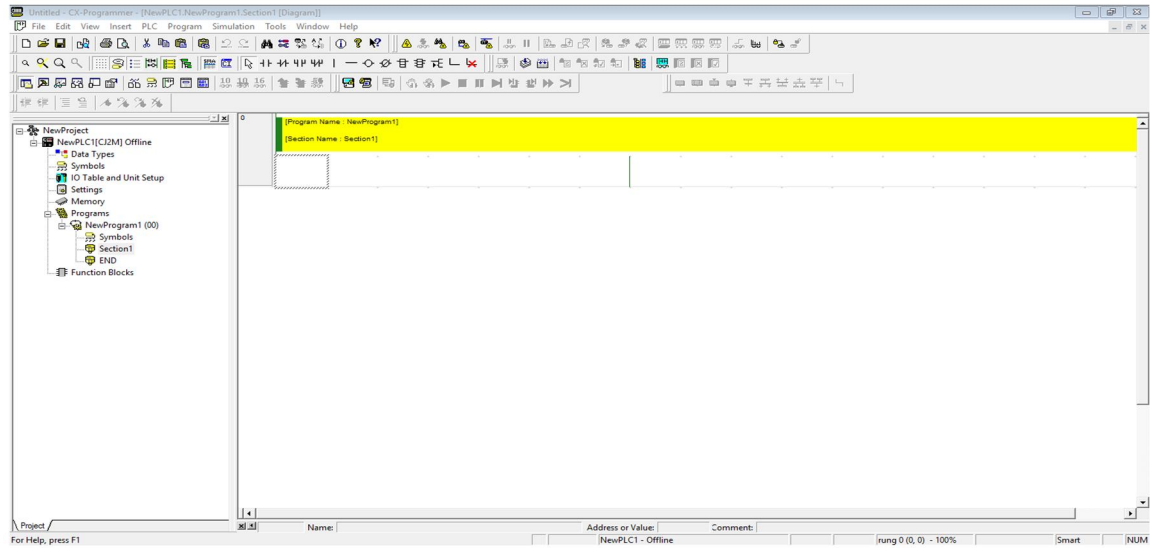 Untitled - CX-Programmer - [NewPLC1.NewProgram1.Section1 [Diagram]]
File Edit View Insert PLC Program Simulation Tools Window Help
10 10 16
NewProject
NewPLC1[CJ2M] Offline
Data Types
Symbols
IO Table and Unit Setup
Settings
Memory
Programs
NewProgram1 (00)
Symbols
Section1
END
Function Blocks
Project
0
[Program Name : NewProgram1]
[Section Name : Section1]
Name: Address or Value: Comment:
For Help, press F1
NewPLC1 - Offline
rung 0 (0, 0) - 100%
Smart
NUM